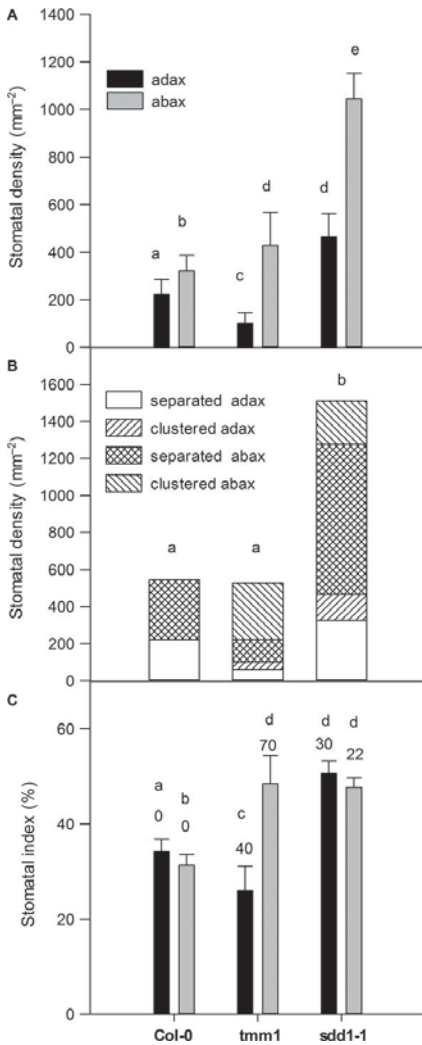 A
1400
1200
1000
800
600
400
200
0
Stomatal density (mm⁻²)
adax
abax
a
b
c
d
d
e
B
1600
1400
1200
1000
800
600
400
200
0
Stomatal density (mm⁻²)
separated adax
clustered adax
separated abax
clustered abax
a
a
b
C
60
40
20
0
Stomatal index (%)
a
0
b
0
c
40
d
70
d
30
d
22
Col-0 tmm1 sdd1-1